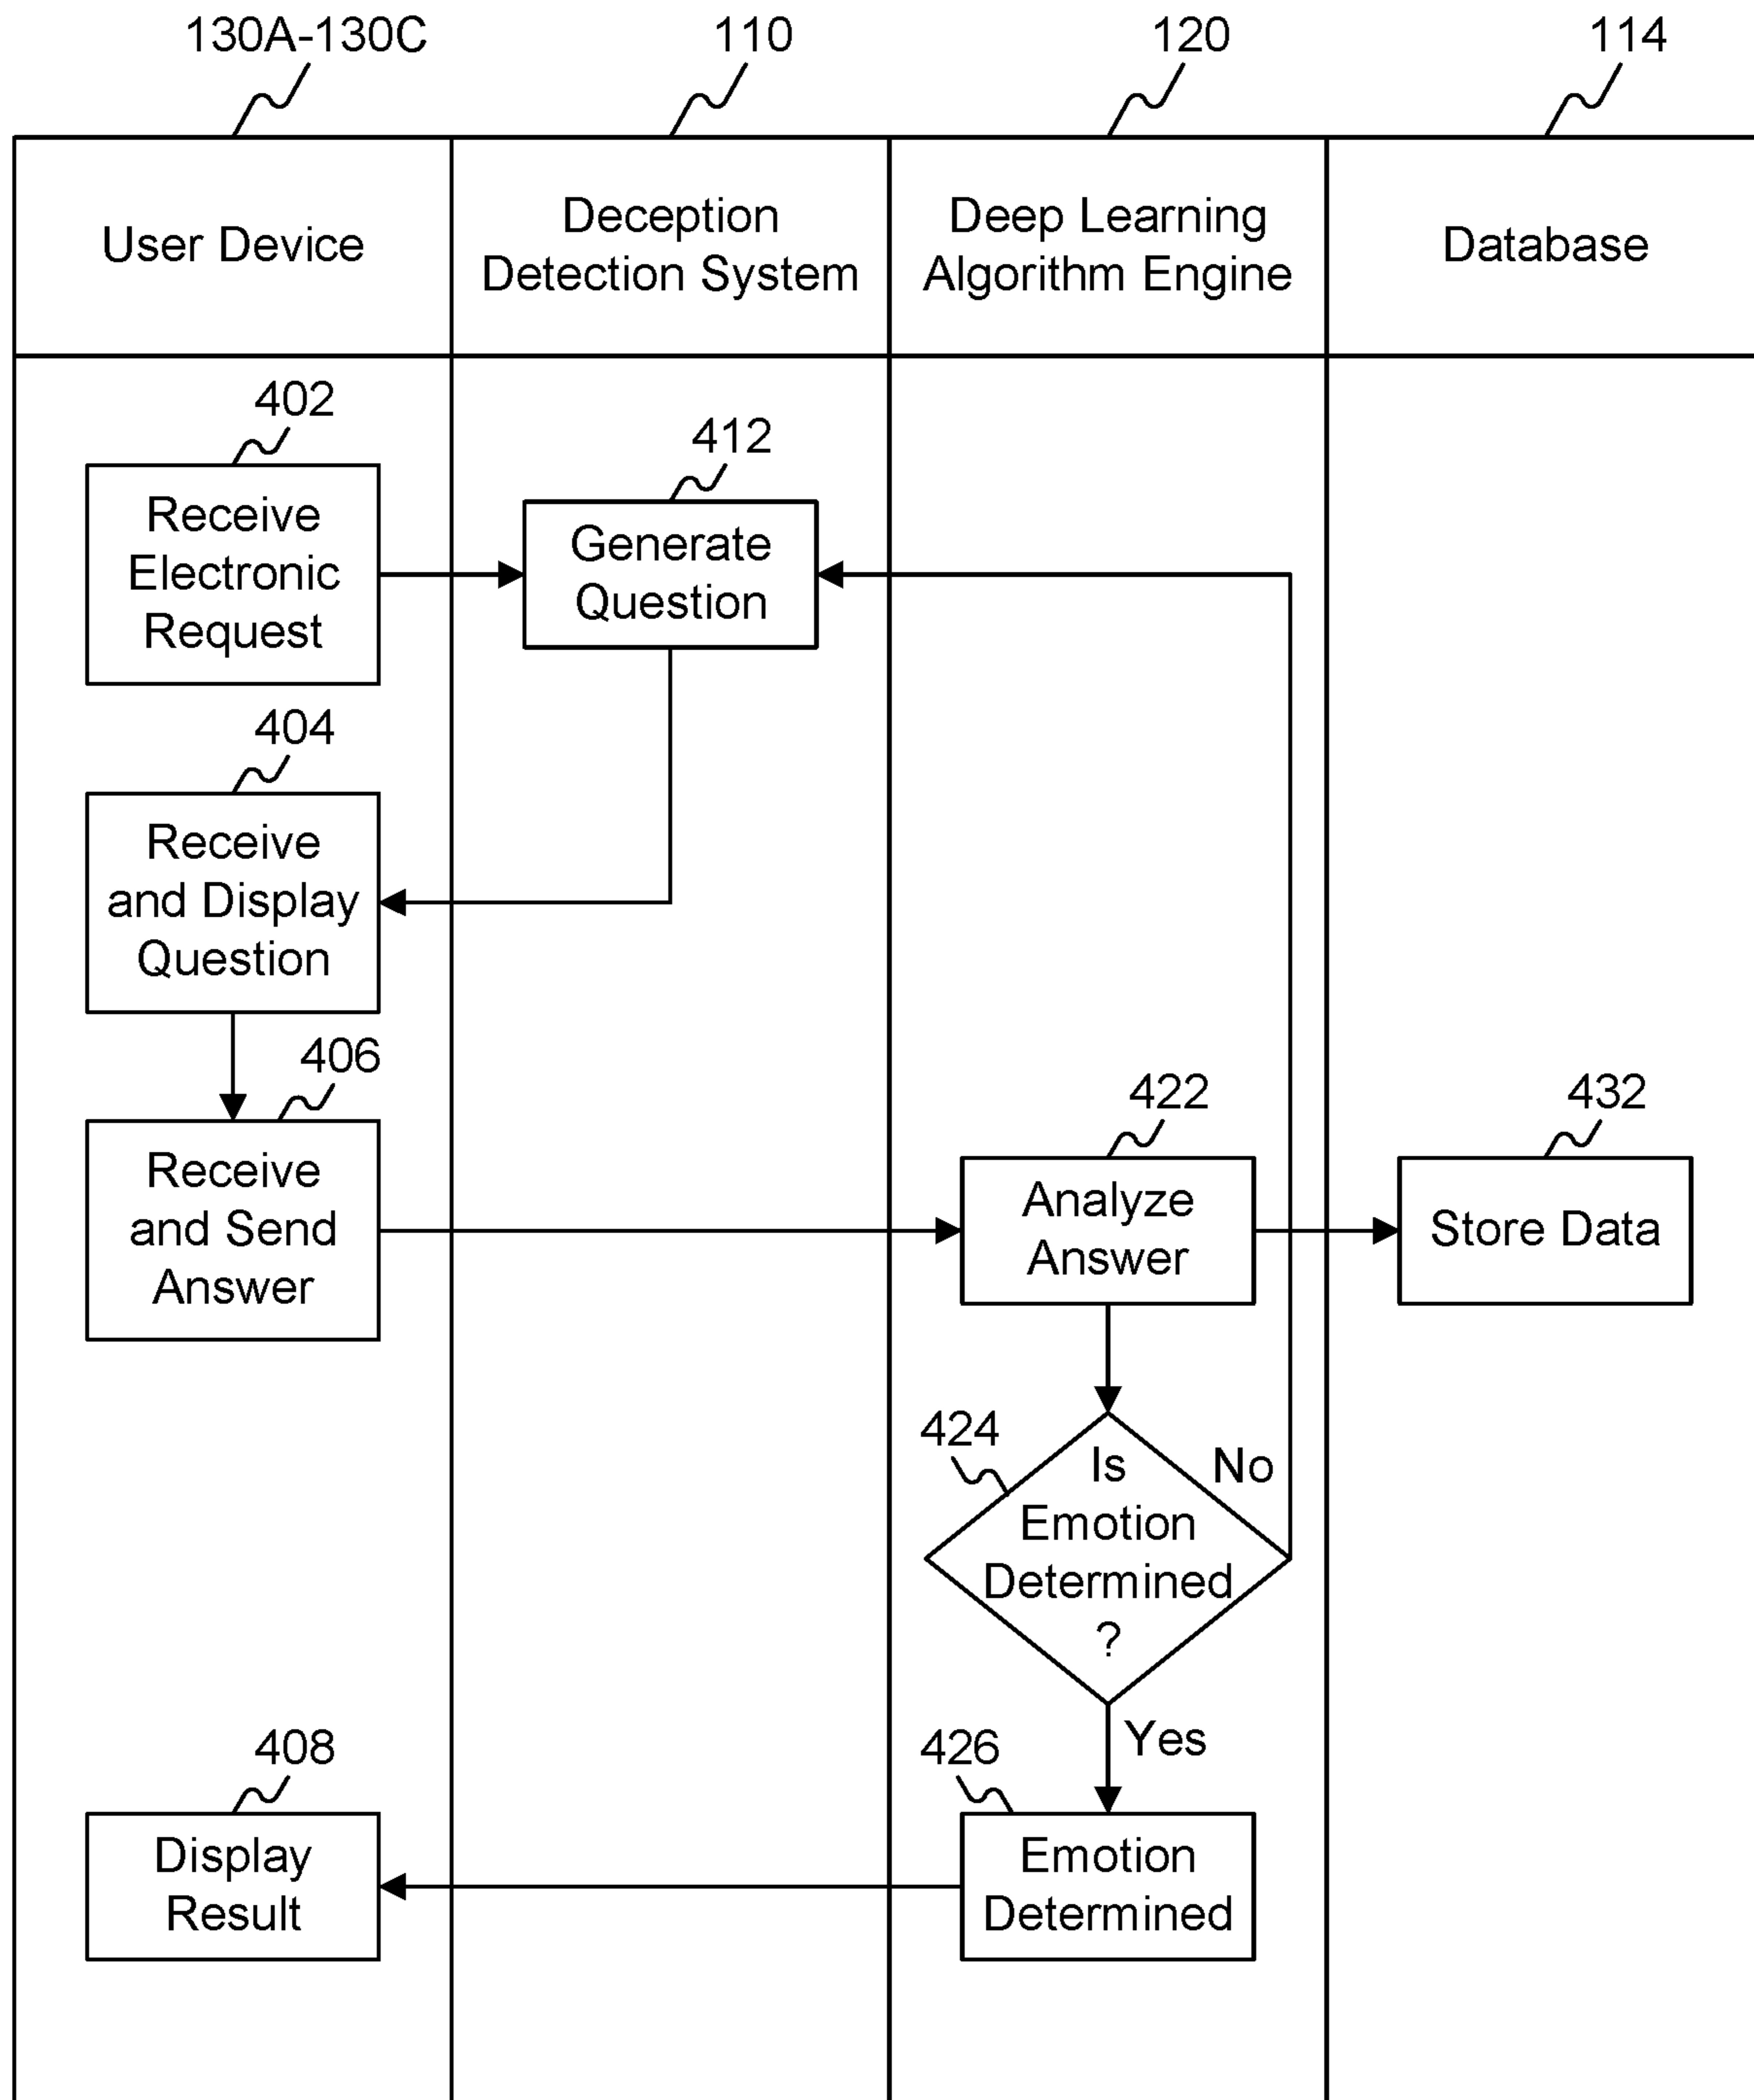 130A-130C
110
120
114
User Device
Deception
Detection System
Deep Learning
Algorithm Engine
Database
402
Receive
Electronic
Request
412
Generate
Question
404
Receive
and Display
Question
406
Receive
and Send
Answer
422
Analyze
Answer
432
Store Data
424
Is
Emotion
Determined
?
No
Yes
426
Emotion
Determined
408
Display
Result